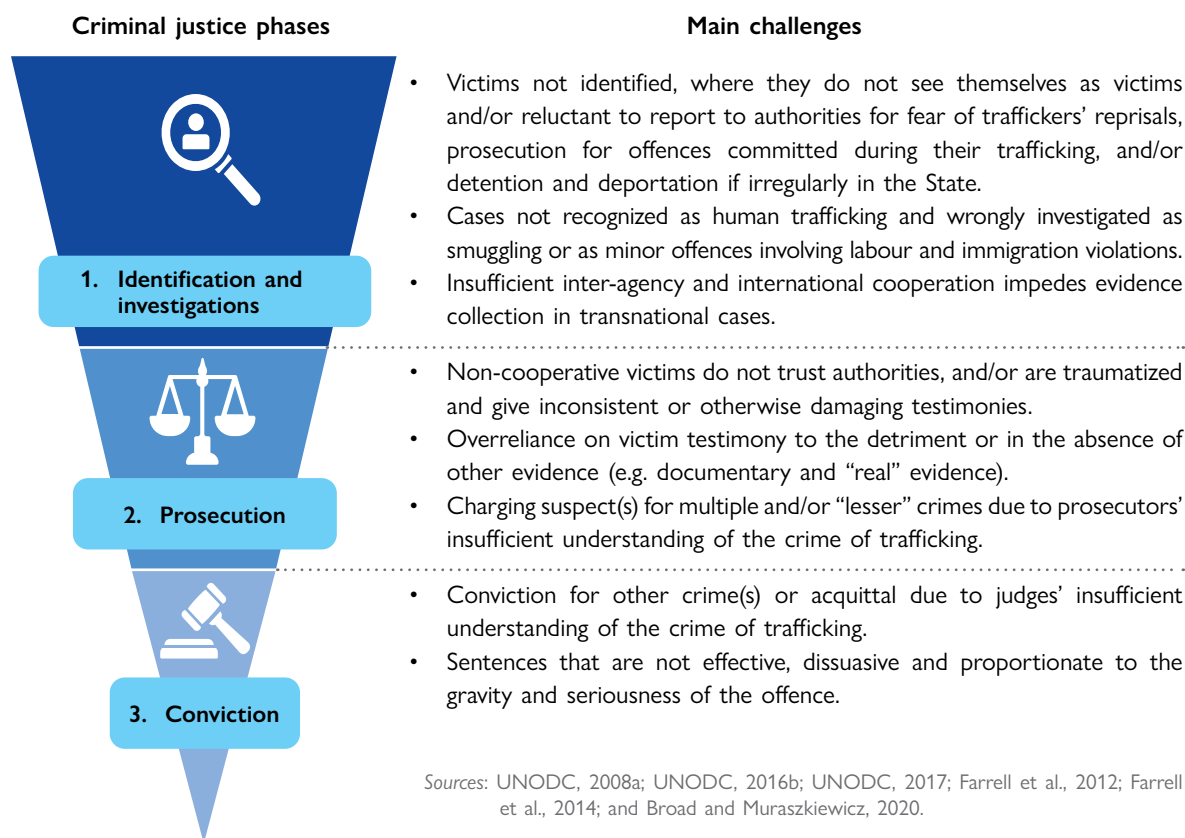 Criminal justice phases
Main challenges
• Victims not identified, where they do not see themselves as victims
and/or reluctant to report to authorities for fear of traffickers’ reprisals,
prosecution for offences committed during their trafficking, and/or
detention and deportation if irregularly in the State.
• Cases not recognized as human trafficking and wrongly investigated as
smuggling or as minor offences involving labour and immigration violations.
• Insufficient inter-agency and international cooperation impedes evidence
collection in transnational cases.
1. Identification and
investigations
• Non-cooperative victims do not trust authorities, and/or are traumatized
and give inconsistent or otherwise damaging testimonies.
• Overreliance on victim testimony to the detriment or in the absence of
other evidence (e.g. documentary and “real” evidence).
• Charging suspect(s) for multiple and/or “lesser” crimes due to prosecutors’
insufficient understanding of the crime of trafficking.
2. Prosecution
• Conviction for other crime(s) or acquittal due to judges’ insufficient
understanding of the crime of trafficking.
• Sentences that are not effective, dissuasive and proportionate to the
gravity and seriousness of the offence.
3. Conviction
Sources: UNODC, 2008a; UNODC, 2016b; UNODC, 2017; Farrell et al., 2012; Farrell
et al., 2014; and Broad and Muraszkiewicz, 2020.